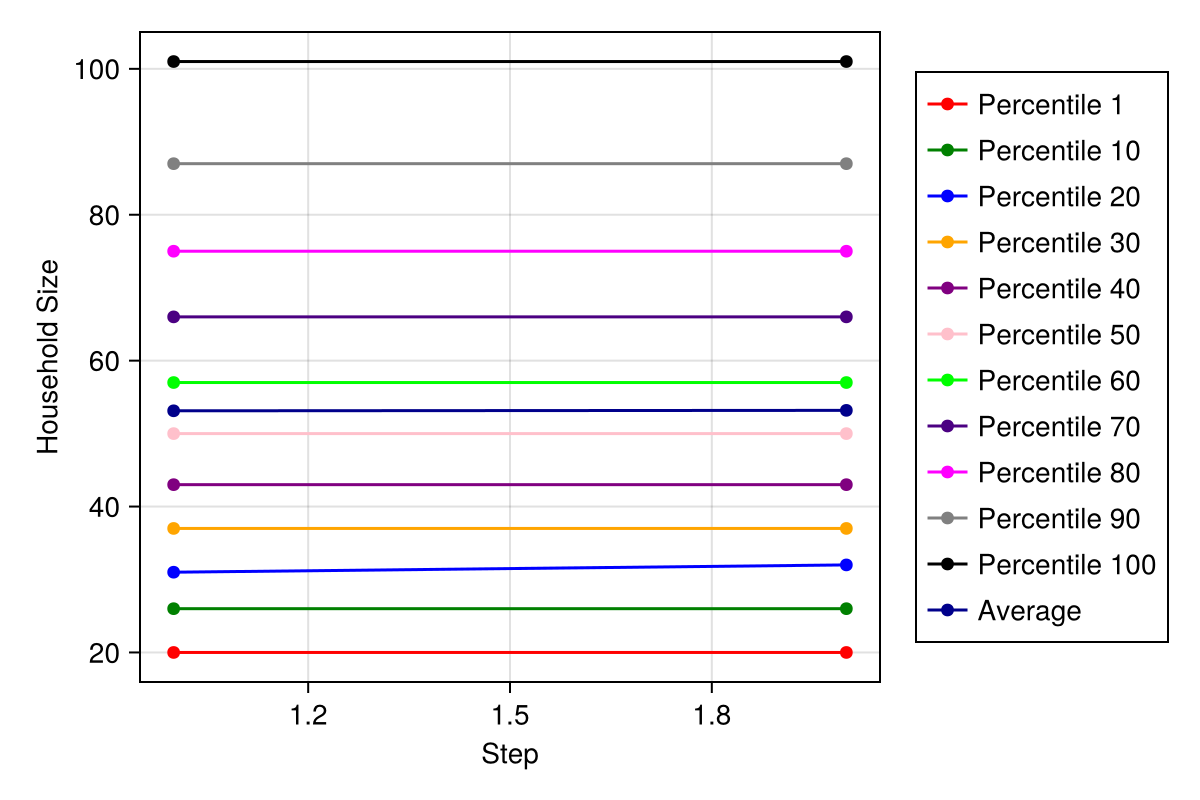 100
80
60
40
20
Household Size
1.2
1.5
1.8
Step
Percentile 1
Percentile 10
Percentile 20
Percentile 30
Percentile 40
Percentile 50
Percentile 60
Percentile 70
Percentile 80
Percentile 90
Percentile 100
Average